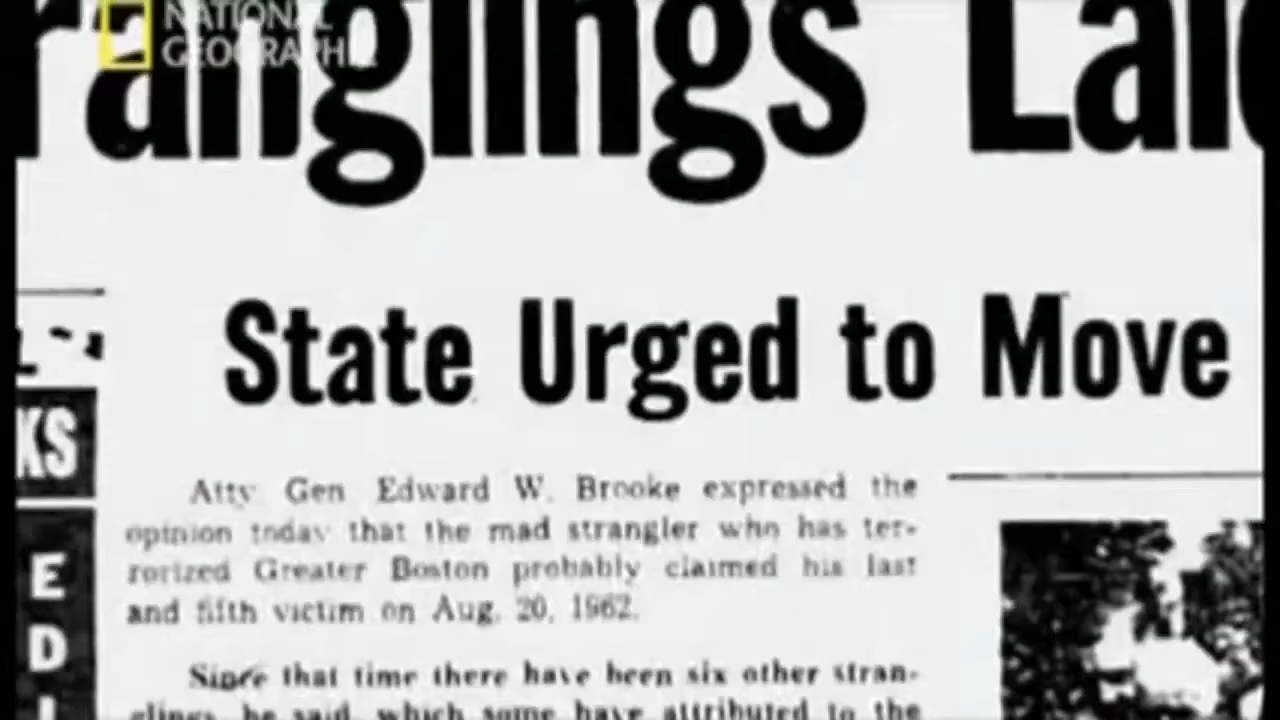 NATIONAL
GEOGRAPHIC
ranglings Laid
State Urged to Move
KS
Atty Gen Edward W. Brooke expressed the
opinion today that the mad strangler who has ter-
rorized Greater Boston probably claimed his last
and fifth victim on Aug. 20, 1962.
Since that time there have been six other stran-
glings, he said, which some have attributed to the
E
D
I